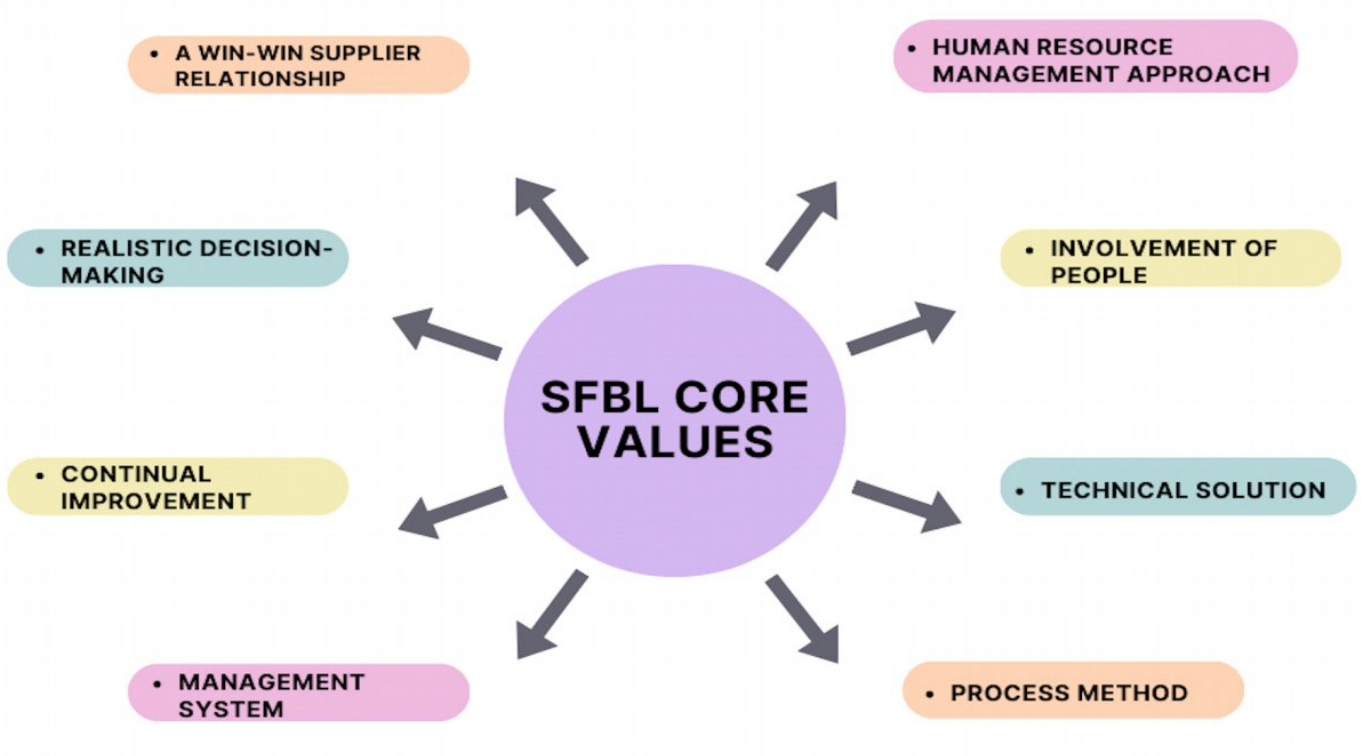 • A WIN-WIN SUPPLIER
RELATIONSHIP
• HUMAN RESOURCE
MANAGEMENT APPROACH
• REALISTIC DECISION-
MAKING
• INVOLVEMENT OF
PEOPLE
SFBL CORE
VALUES
• CONTINUAL
IMPROVEMENT
• TECHNICAL SOLUTION
• MANAGEMENT
SYSTEM
• PROCESS METHOD